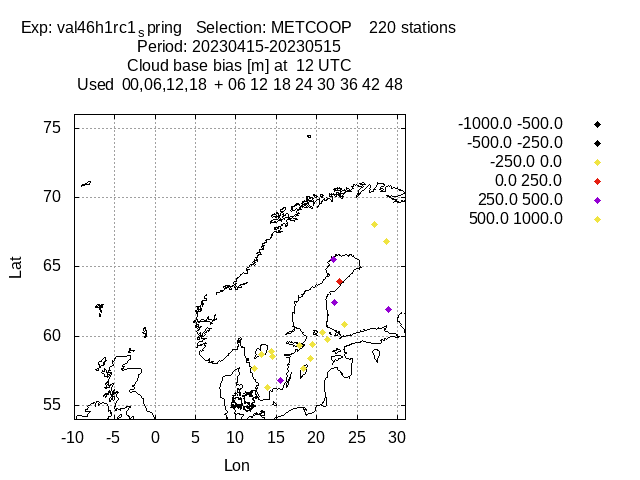 Exp: val46h1rc1spring   Selection: METCOOP    220 stations
Period: 20230415-20230515
Cloud base bias [m] at  12 UTC
Used  00,06,12,18  + 06 12 18 24 30 36 42 48
-1000.0 -500.0
-500.0 -250.0
-250.0 0.0
0.0 250.0
250.0 500.0
500.0 1000.0
75
70
65
60
55
Lat
-10 -5 0 5 10 15 20 25 30
Lon